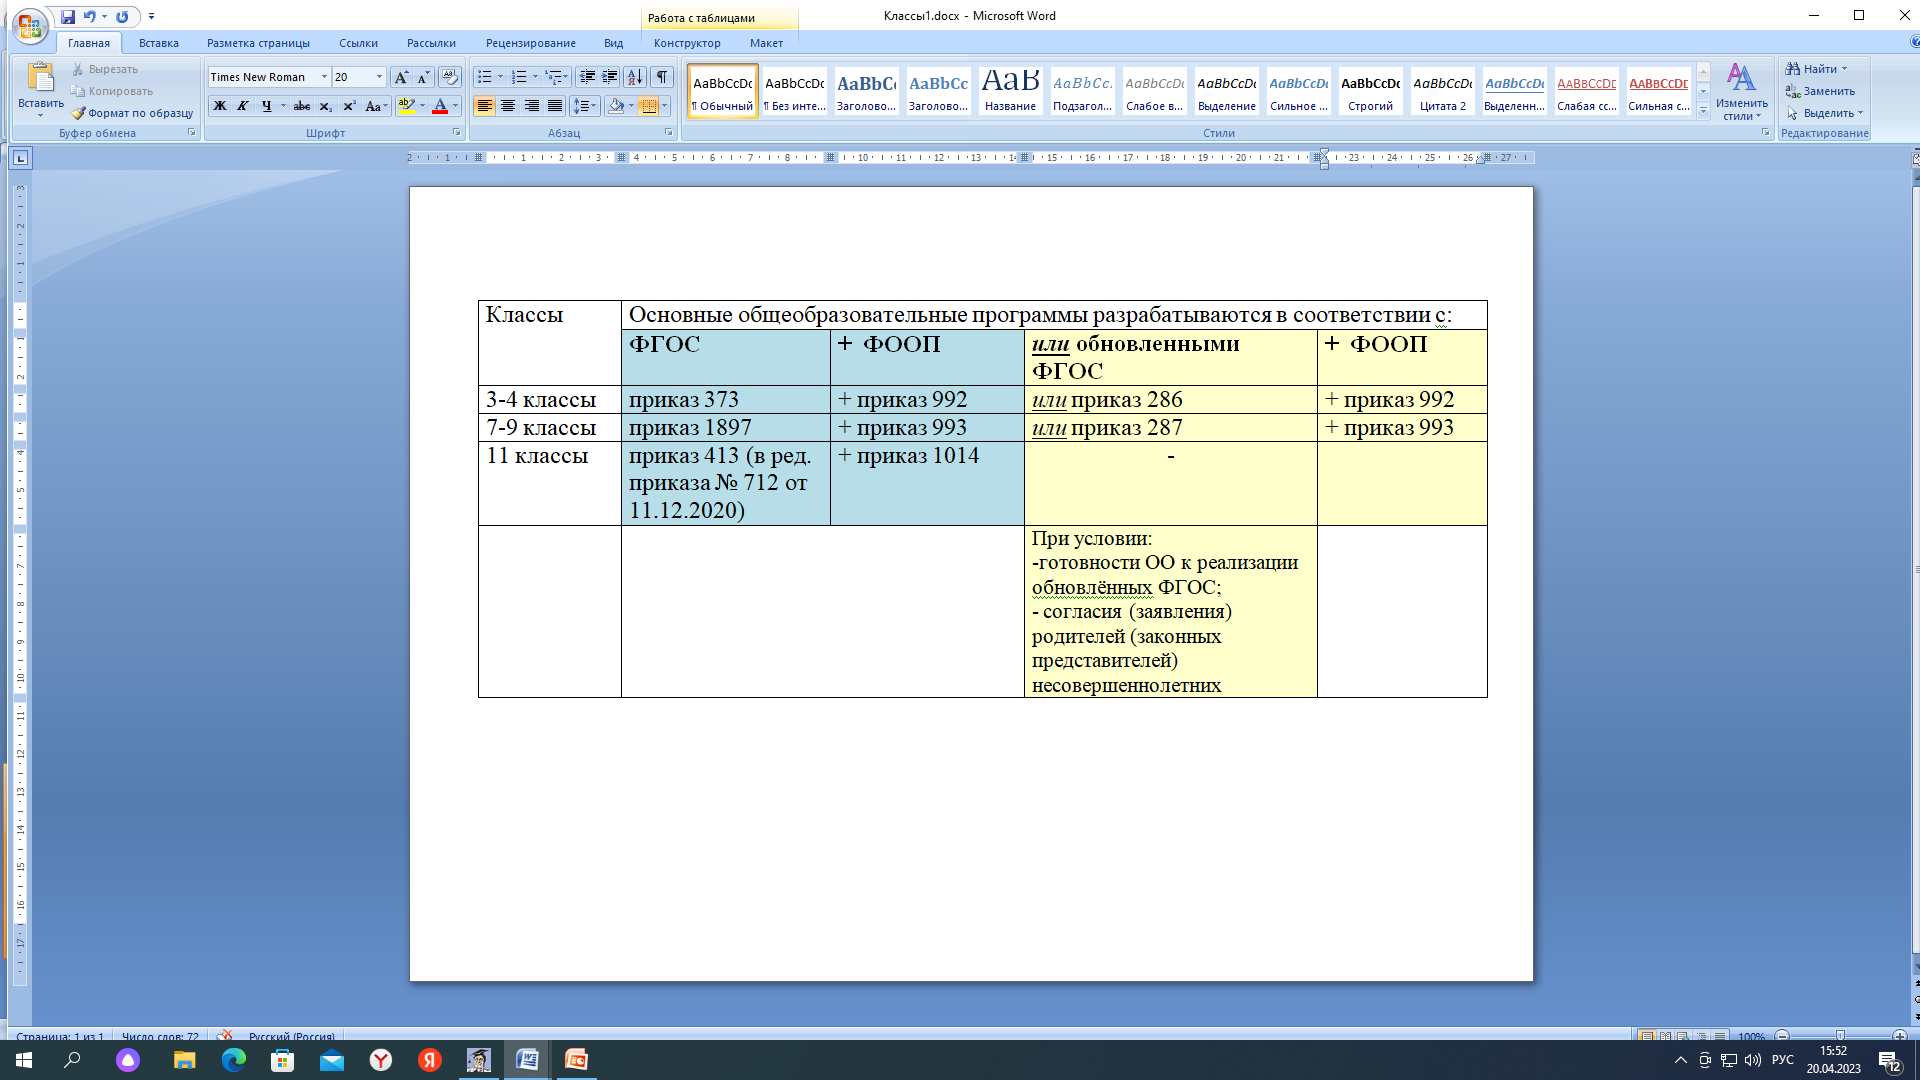 Классы1.docx - Microsoft Word
Работа с таблицами
Главная Вставка Разметка страницы Ссылки Рассылки Рецензирование Вид Конструктор Макет
Вставить
Вырезать
Копировать
Формат по образцу
Буфер обмена
Times New Roman 20
Шрифт
Абзац
¶ Обычный ¶ Без инте... Заголово... Заголово... Название Подзагол... Слабое в... Выделение Сильное ... Строгий Цитата 2 Выделенн... Слабая сс... Сильная с...
Изменить стили
Стили
Найти
Заменить
Выделить
Редактирование
Классы
Основные общеобразовательные программы разрабатываются в соответствии с:
ФГОС
+ ФООП
или обновленными
ФГОС
+ ФООП
3-4 классы приказ 373 + приказ 992 или приказ 286 + приказ 992
7-9 классы приказ 1897 + приказ 993 или приказ 287 + приказ 993
11 классы
приказ 413 (в ред.
приказа № 712 от
11.12.2020)
+ приказ 1014
-
При условии:
-готовности ОО к реализации
обновлённых ФГОС;
- согласия (заявления)
родителей (законных
представителей)
несовершеннолетних
Страница: 1 из 1 Число слов: 72 Русский (Россия) 100%
РУС
15:52
20.04.2023
12